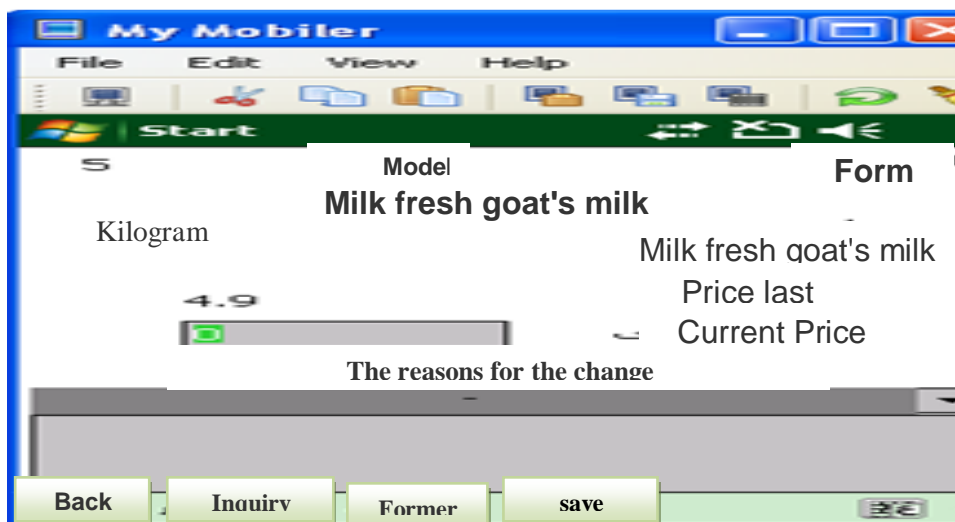 My Mobiler
File Edit View Help
Start
S Model Form
Milk fresh goat's milk
Kilogram
Milk fresh goat's milk
4.9 Price last
Current Price
The reasons for the change
Back Inquiry Former save